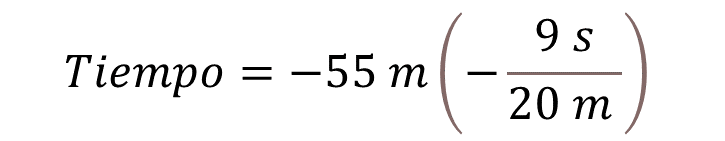 Tiempo = −55 m (− 9 s / 20 m)